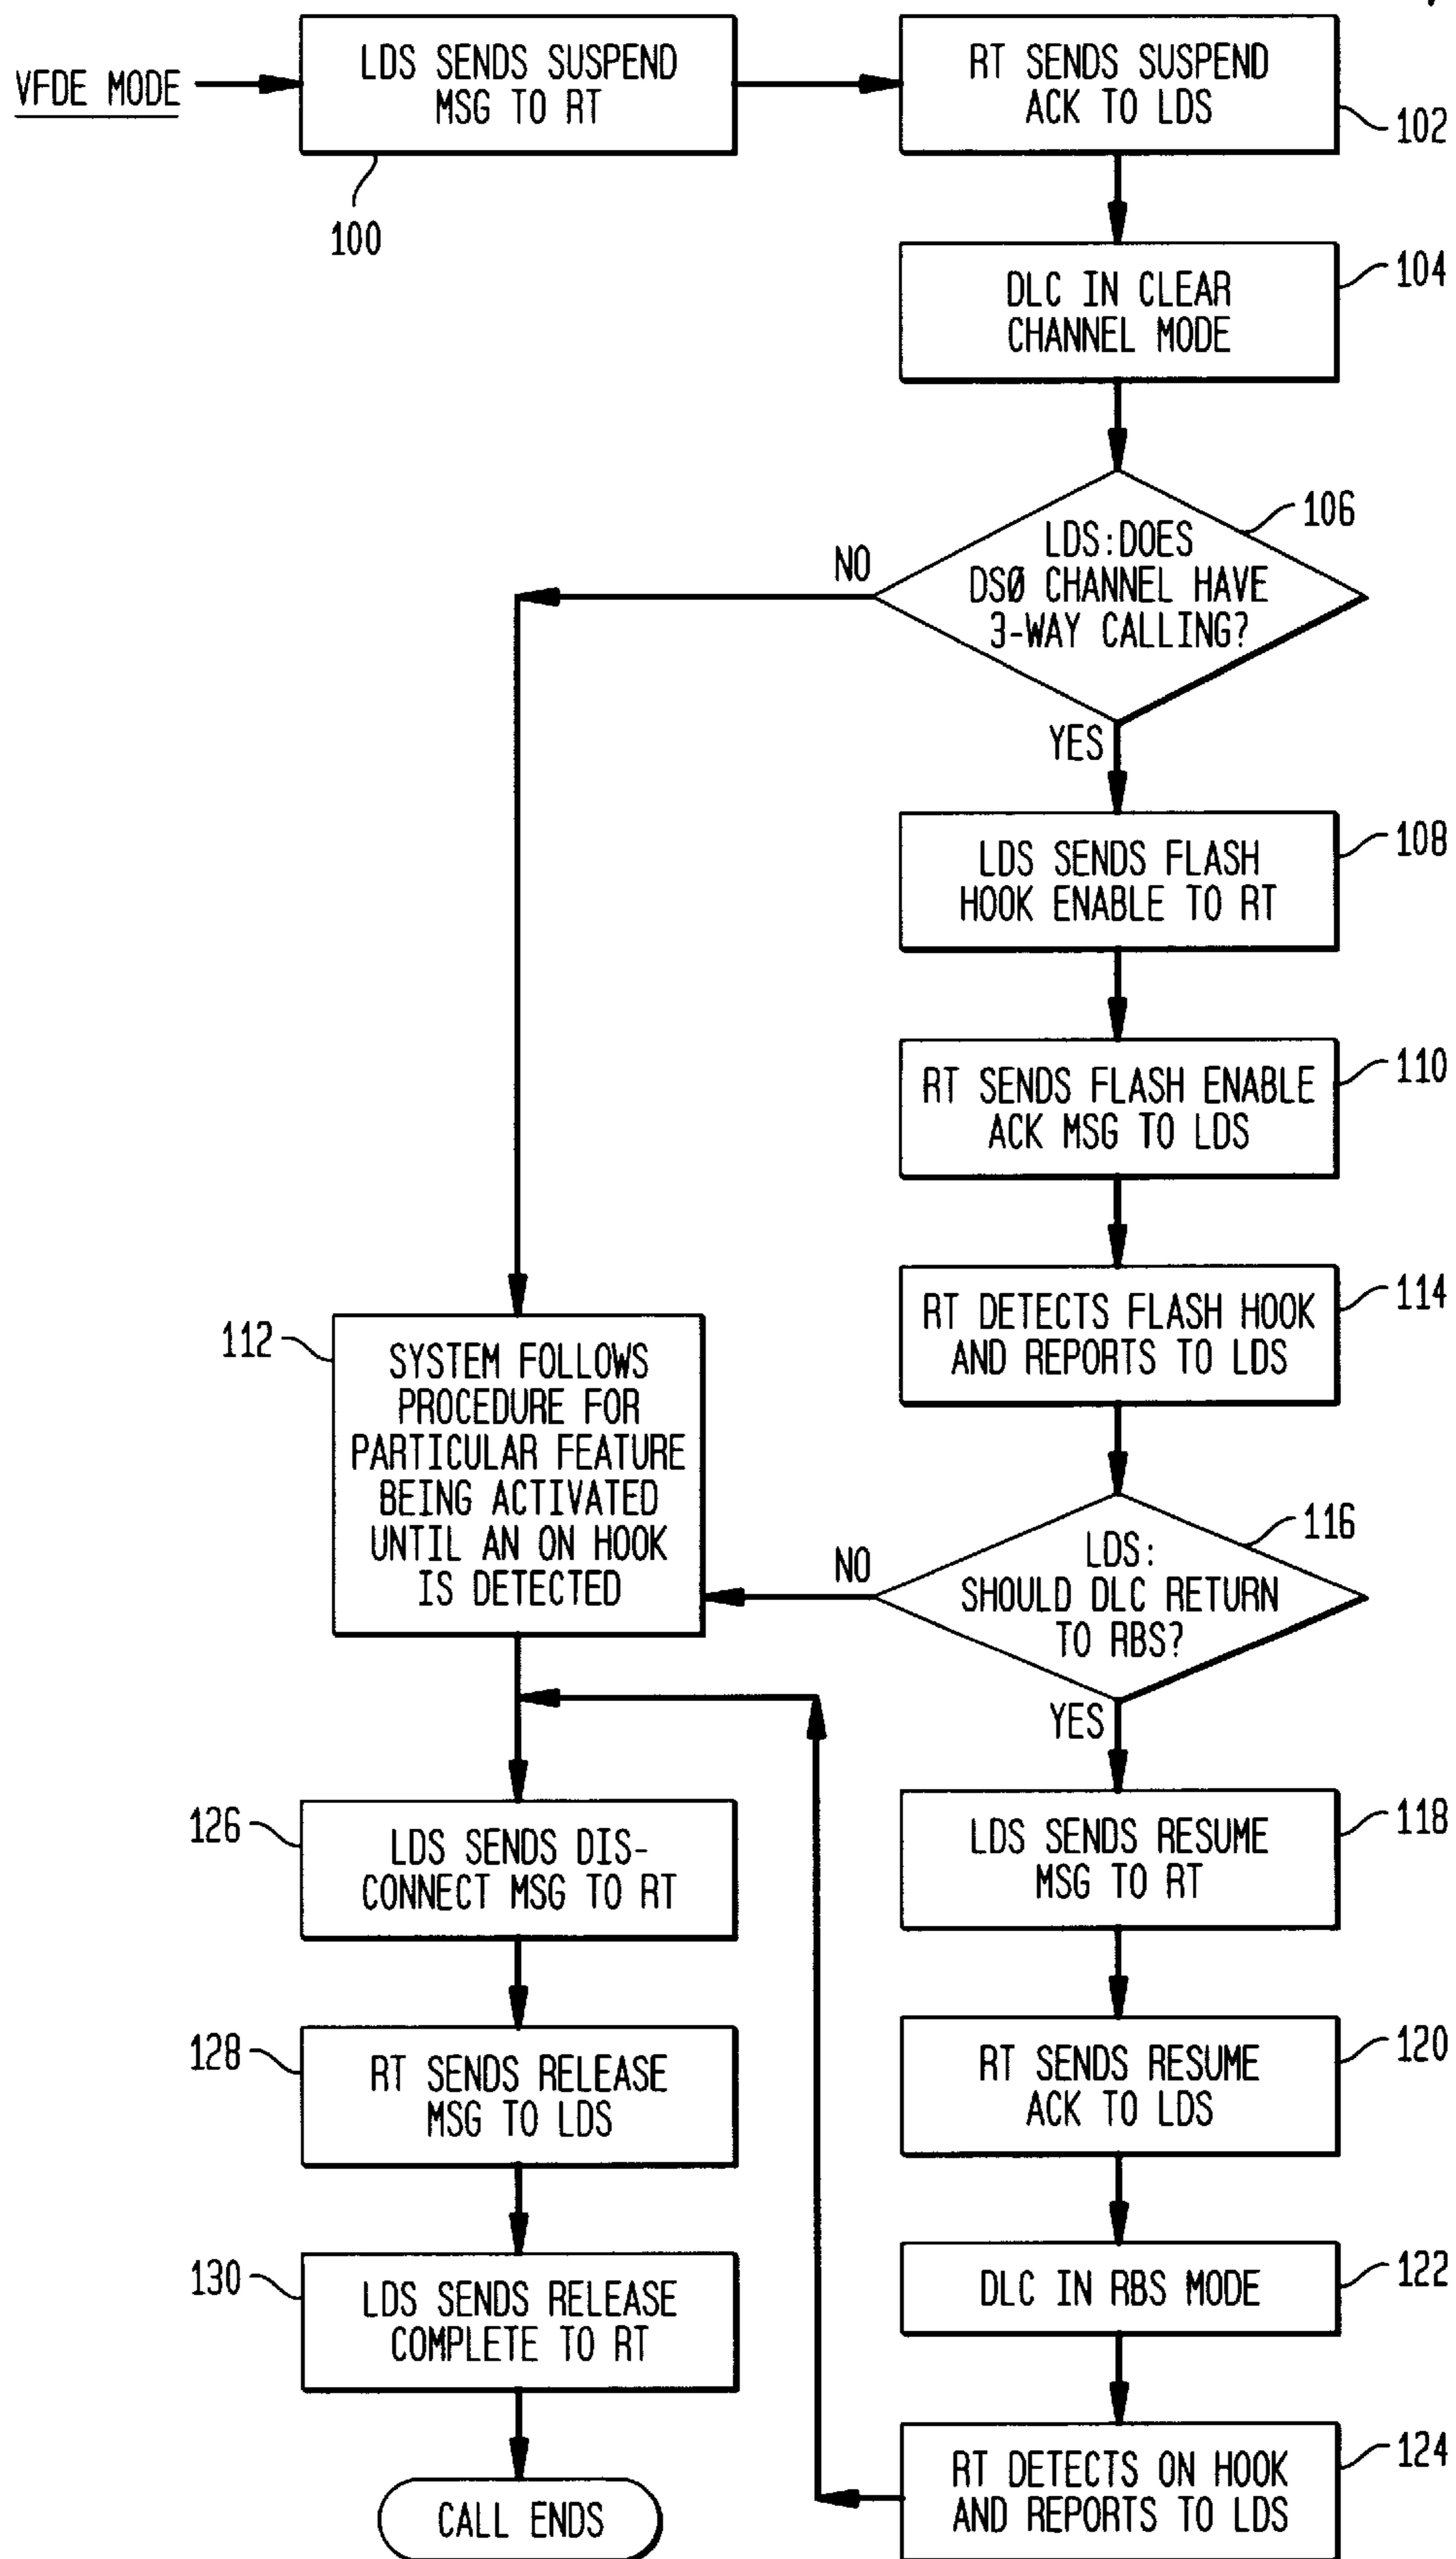 VFDE MODE
LDS SENDS SUSPEND
MSG TO RT
100
RT SENDS SUSPEND
ACK TO LDS
102
DLC IN CLEAR
CHANNEL MODE
104
LDS:DOES
DSØ CHANNEL HAVE
3-WAY CALLING?
106
NO
YES
LDS SENDS FLASH
HOOK ENABLE TO RT
108
RT SENDS FLASH ENABLE
ACK MSG TO LDS
110
RT DETECTS FLASH HOOK
AND REPORTS TO LDS
114
112
SYSTEM FOLLOWS
PROCEDURE FOR
PARTICULAR FEATURE
BEING ACTIVATED
UNTIL AN ON HOOK
IS DETECTED
LDS:
SHOULD DLC RETURN
TO RBS?
116
NO
YES
LDS SENDS RESUME
MSG TO RT
118
RT SENDS RESUME
ACK TO LDS
120
DLC IN RBS MODE
122
RT DETECTS ON HOOK
AND REPORTS TO LDS
124
126
LDS SENDS DIS-
CONNECT MSG TO RT
128
RT SENDS RELEASE
MSG TO LDS
130
LDS SENDS RELEASE
COMPLETE TO RT
CALL ENDS